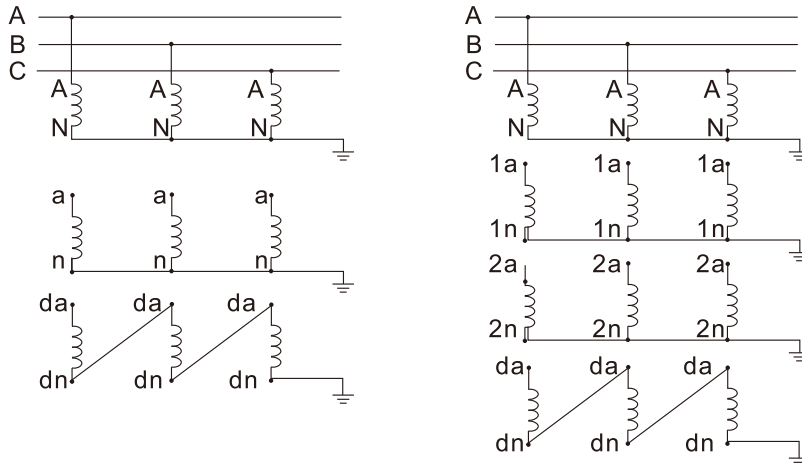 A
B
C
A A A
N N N
a a a
n n n
da da da
dn dn dn
A
B
C
A A A
N N N
1a 1a 1a
1n 1n 1n
2a 2a 2a
2n 2n 2n
da da da
dn dn dn